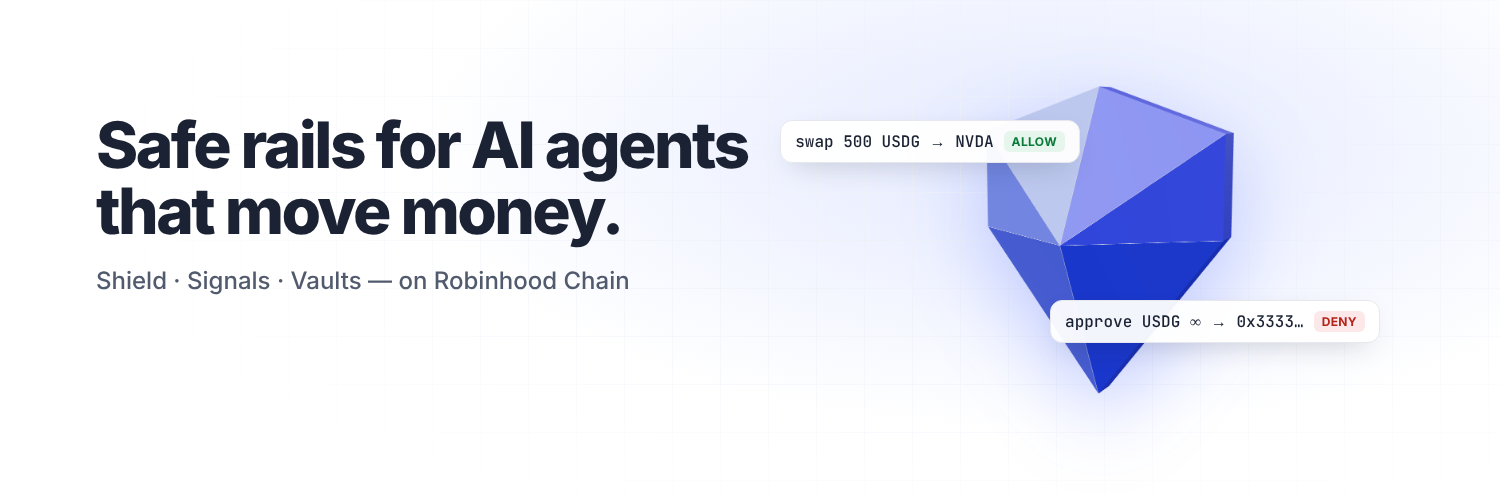 Safe rails for AI agents
that move money.
Shield · Signals · Vaults — on Robinhood Chain
swap 500 USDG → NVDA ALLOW
approve USDG ∞ → 0x3333… DENY